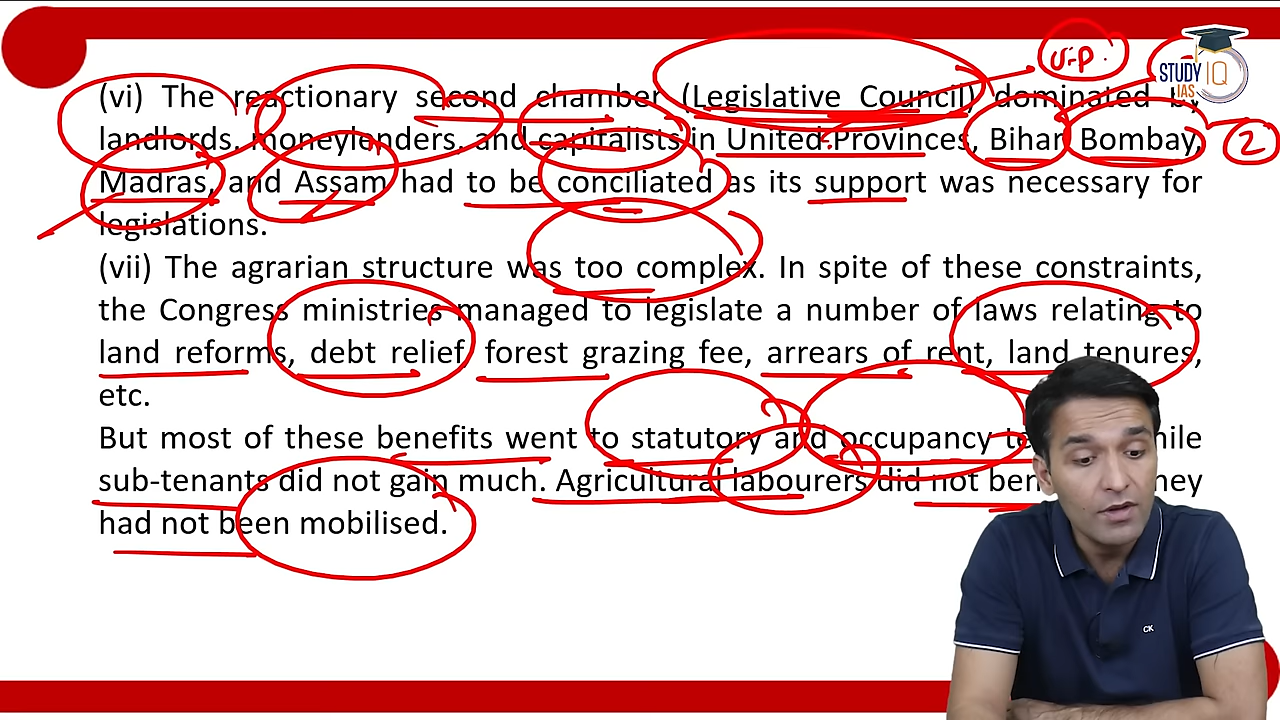 U.P.
STUDY IQ
IAS
(vi) The reactionary second chamber (Legislative Council) dominated by
landlords, moneylenders, and capitalists in United Provinces, Bihar Bombay,
2
Madras, and Assam had to be conciliated as its support was necessary for
legislations.
(vii) The agrarian structure was too complex. In spite of these constraints,
the Congress ministries managed to legislate a number of laws relating to
land reforms, debt relief, forest grazing fee, arrears of rent, land tenures,
etc.
But most of these benefits went to statutory and occupancy
sub-tenants did not gain much. Agricultural labourers did not
had not been mobilised.
CK